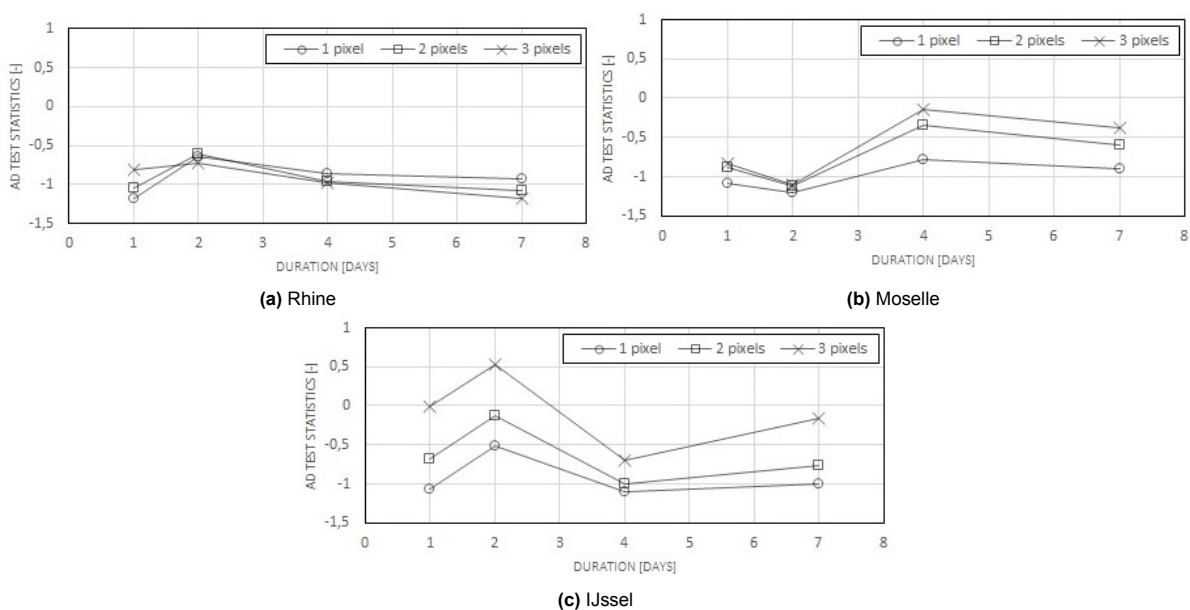 1
0,5
0
-0,5
-1
-1,5
AD TEST STATISTICS [-]
1 pixel 2 pixels 3 pixels
0 1 2 3 4 5 6 7 8
DURATION [DAYS]
(a) Rhine
1
0,5
0
-0,5
-1
-1,5
AD TEST STATISTICS [-]
1 pixel 2 pixels 3 pixels
0 1 2 3 4 5 6 7 8
DURATION [DAYS]
(b) Moselle
1
0,5
0
-0,5
-1
-1,5
AD TEST STATISTICS [-]
1 pixel 2 pixels 3 pixels
0 1 2 3 4 5 6 7 8
DURATION [DAYS]
(c) IJssel